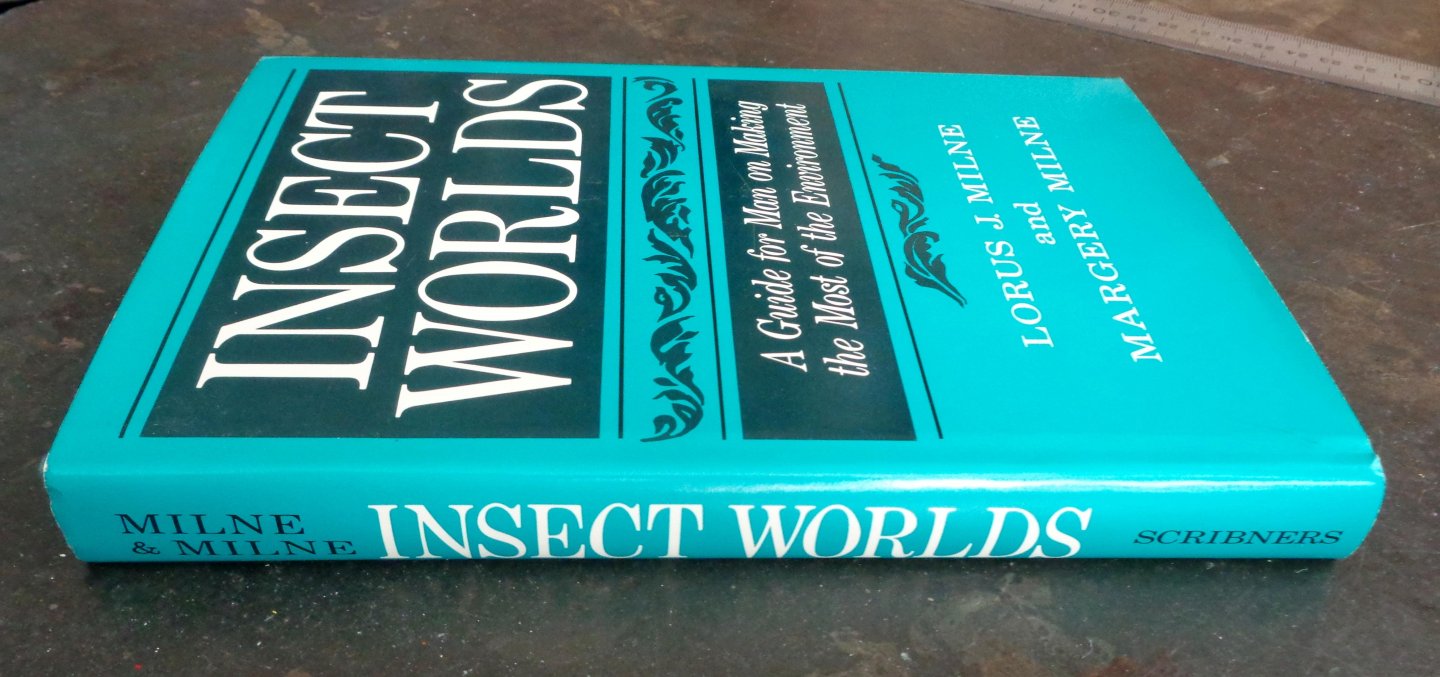 INSECT
WORLDS
A Guide for Man on Making
the Most of the Environment
LORUS J. MILNE
and
MARGERY MILNE
MILNE
& MILNE
INSECT WORLDS
SCRIBNERS